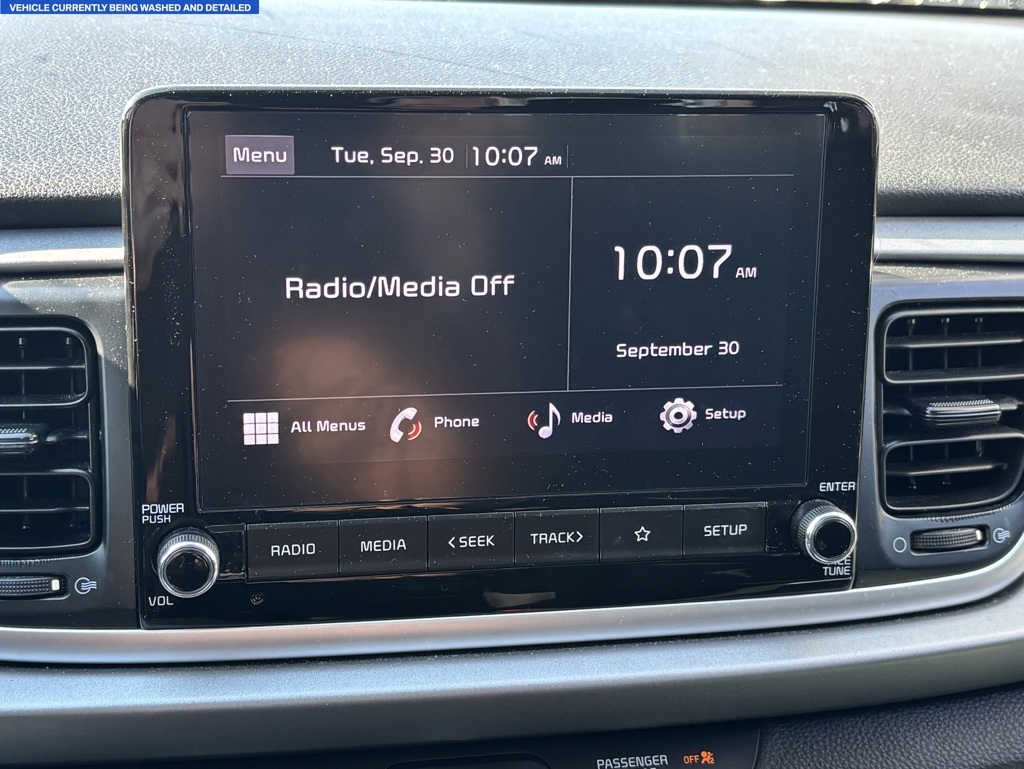 VEHICLE CURRENTLY BEING WASHED AND DETAILED
Menu Tue, Sep. 30 10:07 AM
10:07 AM
Radio/Media Off
September 30
All Menus Phone Media Setup
ENTER
POWER
PUSH
RADIO MEDIA <SEEK TRACK> ☆ SETUP
TUNE
VOL
PASSENGER OFF